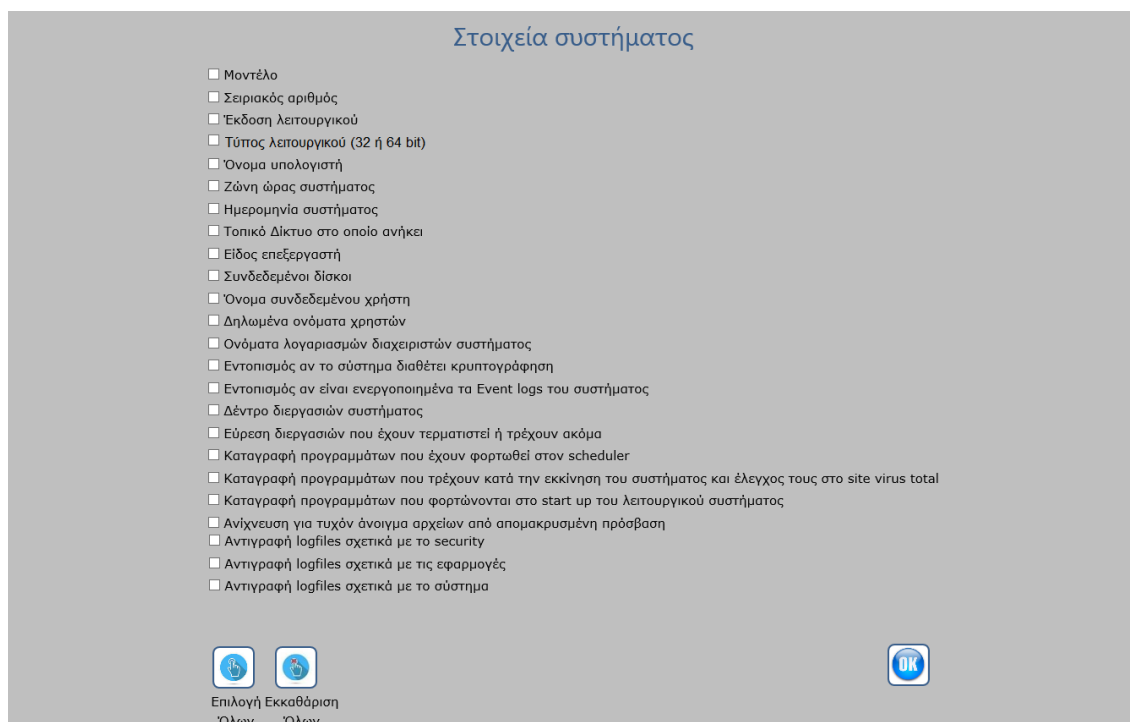 Στοιχεία συστήματος
Μοντέλο
Σειριακός αριθμός
Έκδοση λειτουργικού
Τύπος λειτουργικού (32 ή 64 bit)
Όνομα υπολογιστή
Ζώνη ώρας συστήματος
Ημερομηνία συστήματος
Τοπικό Δίκτυο στο οποίο ανήκει
Είδος επεξεργαστή
Συνδεδεμένοι δίσκοι
Όνομα συνδεδεμένου χρήστη
Δηλωμένα ονόματα χρηστών
Ονόματα λογαριασμών διαχειριστών συστήματος
Εντοπισμός αν το σύστημα διαθέτει κρυπτογράφηση
Εντοπισμός αν είναι ενεργοποιημένα τα Event logs του συστήματος
Δέντρο διεργασιών συστήματος
Εύρεση διεργασιών που έχουν τερματιστεί ή τρέχουν ακόμα
Καταγραφή προγραμμάτων που έχουν φορτωθεί στον scheduler
Καταγραφή προγραμμάτων που τρέχουν κατά την εκκίνηση του συστήματος και έλεγχος τους στο site virus total
Καταγραφή προγραμμάτων που φορτώνονται στο start up του λειτουργικού συστήματος
Ανίχνευση για τυχόν άνοιγμα αρχείων από απομακρυσμένη πρόσβαση
Αντιγραφή logfiles σχετικά με το security
Αντιγραφή logfiles σχετικά με τις εφαρμογές
Αντιγραφή logfiles σχετικά με το σύστημα
OK
Επιλογή Εκκαθάριση
Όλων Όλων